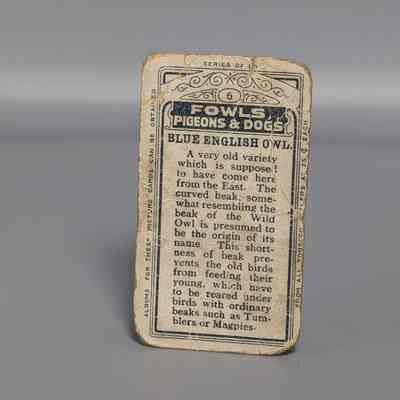 SERIES OF 50
6
FOWLS
PIGEONS & DOGS
BLUE ENGLISH OWL.
A very old variety
which is supposed
to have come here
from the East. The
curved beak, some-
what resembling the
beak of the Wild
Owl is presumed to
be the origin of its
name. This short-
ness of beak pre-
vents the old birds
from feeding their
young, which have
to be reared under
birds with ordinary
beaks such as Tum-
blers or Magpies.
ALBUMS FOR THESE PICTURE CARDS CAN BE OBTAINED
FROM ALL TOBACCO
EACH